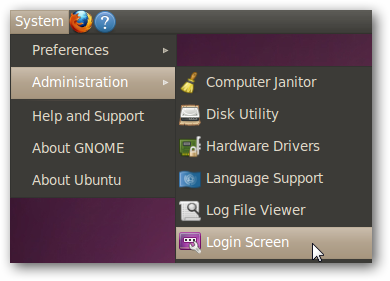 System
Preferences
Administration
Help and Support
About GNOME
About Ubuntu
Computer Janitor
Disk Utility
Hardware Drivers
Language Support
Log File Viewer
Login Screen